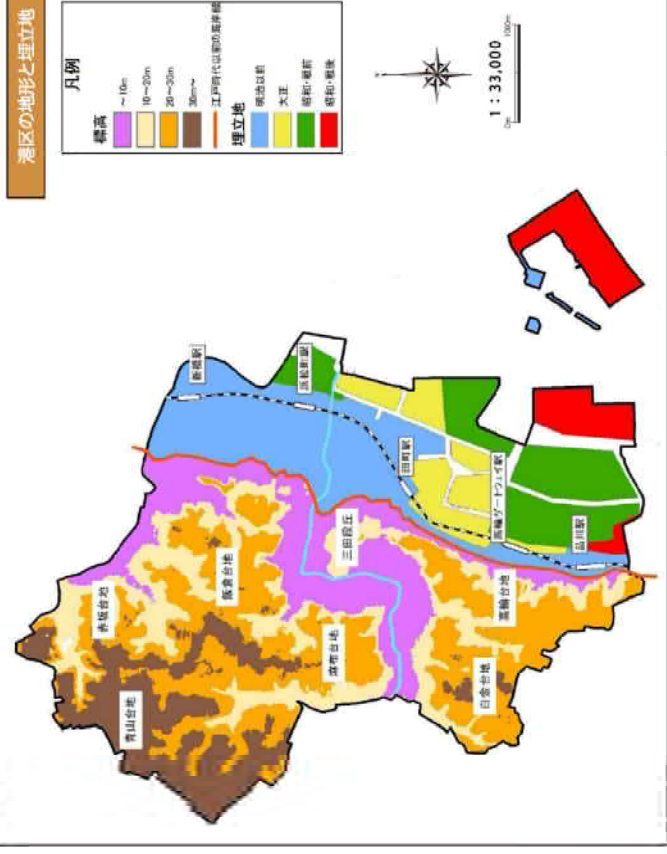 港区の地形と埋立地
凡例
標高
～10m
10～20m
20～30m
30m～
江戸時代以前の海岸線
埋立地
明治以前
大正
昭和・戦前
昭和・戦後
N
0m
1000m
1：33,000
新橋駅
浜松町駅
田町駅
高輪ゲートウェイ駅
品川駅
赤坂台地
飯倉台地
三田段丘
青山台地
麻布台地
高輪台地
白金台地